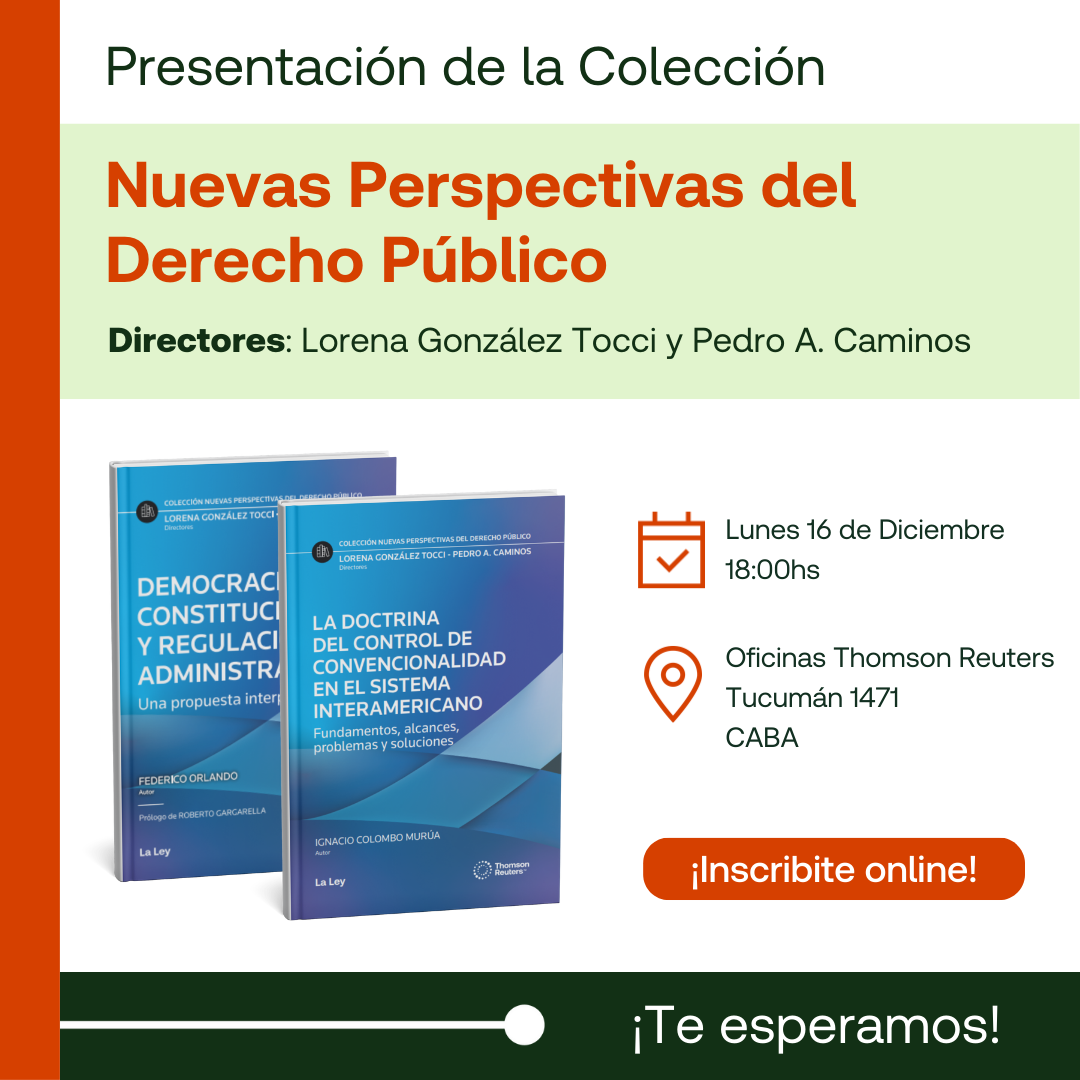 Presentación de la Colección
Nuevas Perspectivas del
Derecho Público
Directores: Lorena González Tocci y Pedro A. Caminos
COLECCIÓN NUEVAS PERSPECTIVAS DEL DERECHO PÚBLICO
LORENA GONZÁLEZ TOCCI
Directores
DEMOCRACI
CONSTITUCI
Y REGULACI
ADMINISTRA
Una propuesta interp
FEDERICO ORLANDO
Autor
Prólogo de ROBERTO GARGARELLA
La Ley
COLECCIÓN NUEVAS PERSPECTIVAS DEL DERECHO PÚBLICO
LORENA GONZÁLEZ TOCCI - PEDRO A. CAMINOS
Directores
LA DOCTRINA
DEL CONTROL DE
CONVENCIONALIDAD
EN EL SISTEMA
INTERAMERICANO
Fundamentos, alcances,
problemas y soluciones
IGNACIO COLOMBO MURÚA
Autor
La Ley
Thomson
Reuters™
Lunes 16 de Diciembre
18:00hs
Oficinas Thomson Reuters
Tucumán 1471
CABA
¡Inscribite online!
¡Te esperamos!